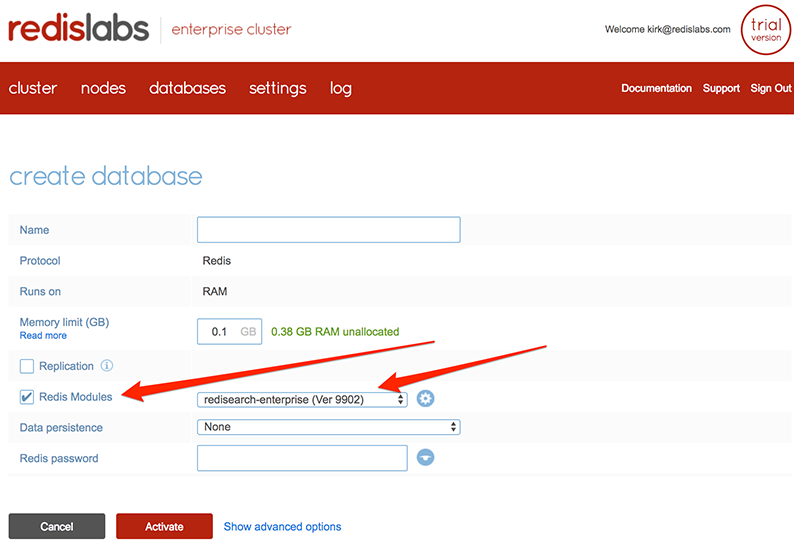 redislabs enterprise cluster
Welcome kirk@redislabs.com
trial
version
cluster nodes databases settings log
Documentation Support Sign Out
create database
Name
Protocol Redis
Runs on RAM
Memory limit (GB) 0.1 GB 0.38 GB RAM unallocated
Read more
Replication i
Redis Modules redisearch-enterprise (Ver 9902)
Data persistence None
Redis password
Cancel Activate Show advanced options